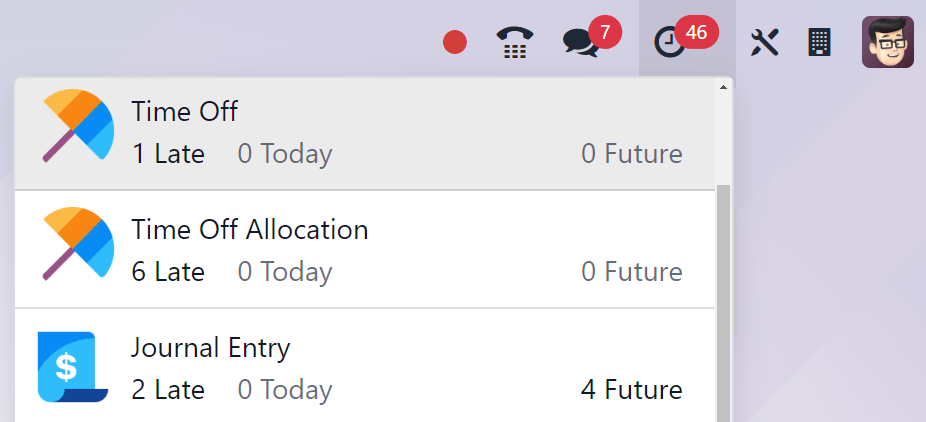 7 46
Time Off
1 Late 0 Today 0 Future
Time Off Allocation
6 Late 0 Today 0 Future
$ Journal Entry
2 Late 0 Today 4 Future